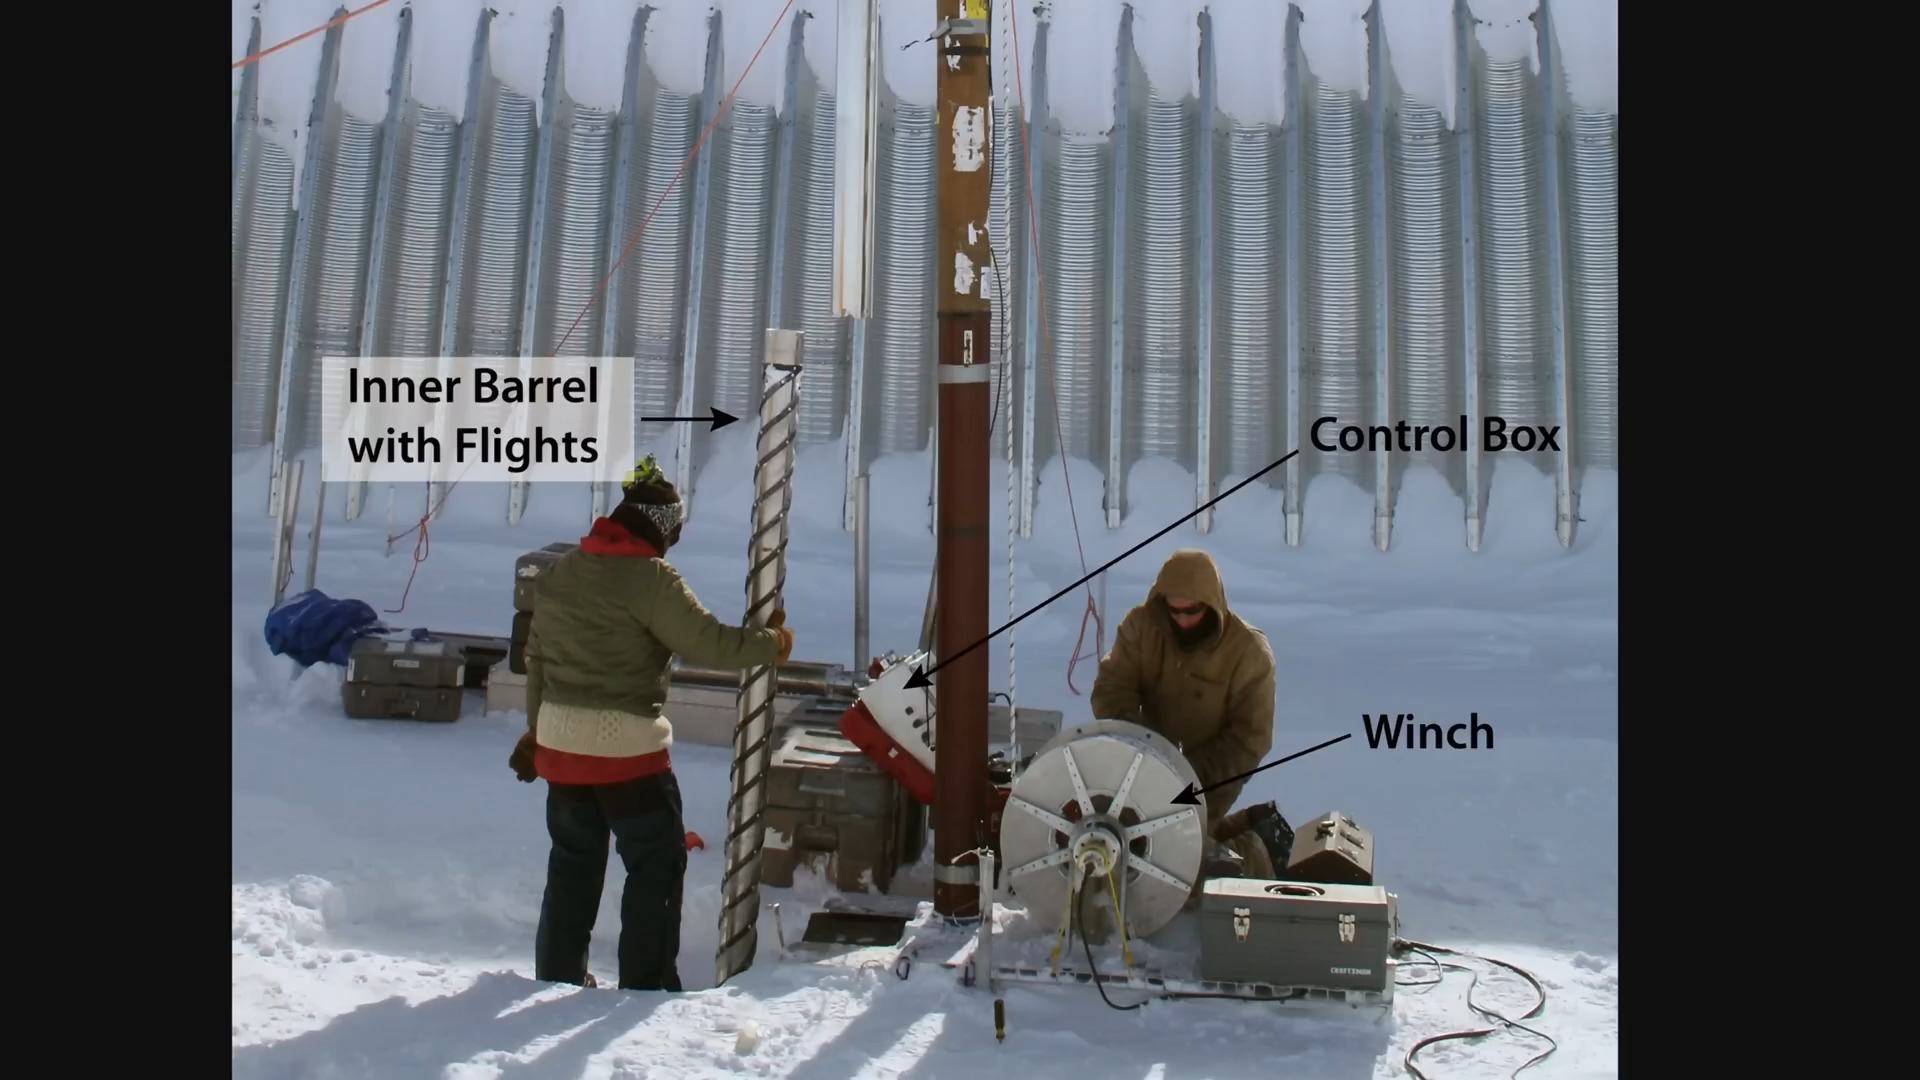 Inner Barrel
with Flights
Control Box
Winch
CRAFTSMAN